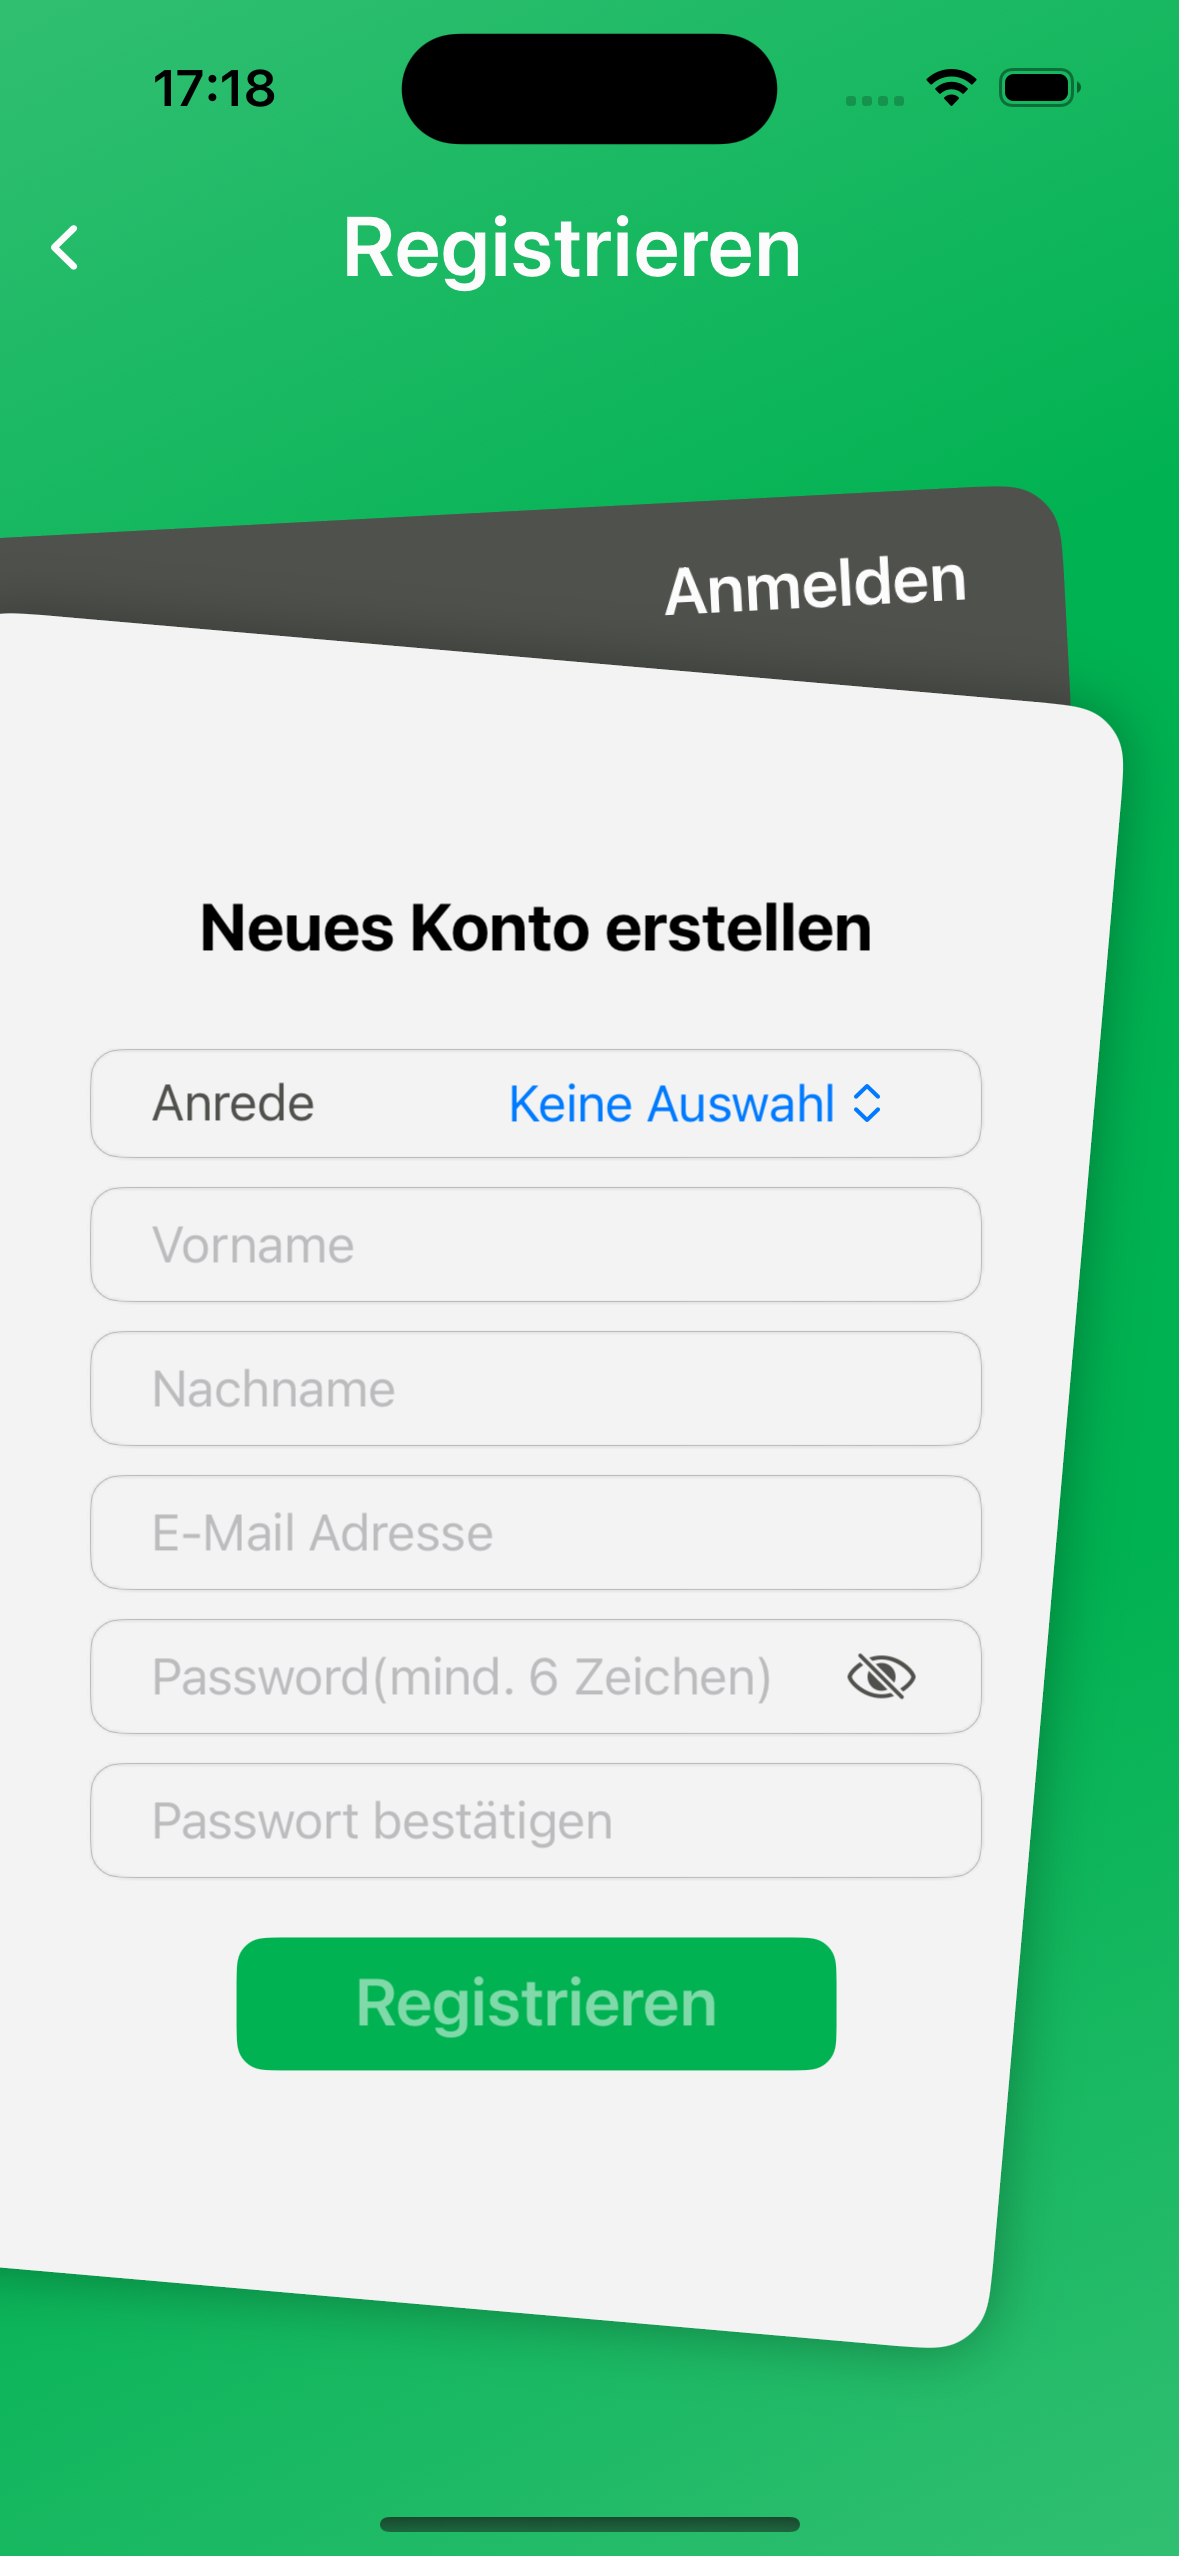 17:18
Registrieren
Anmelden
Neues Konto erstellen
Anrede Keine Auswahl
Vorname
Nachname
E-Mail Adresse
Password(mind. 6 Zeichen)
Passwort bestätigen
Registrieren